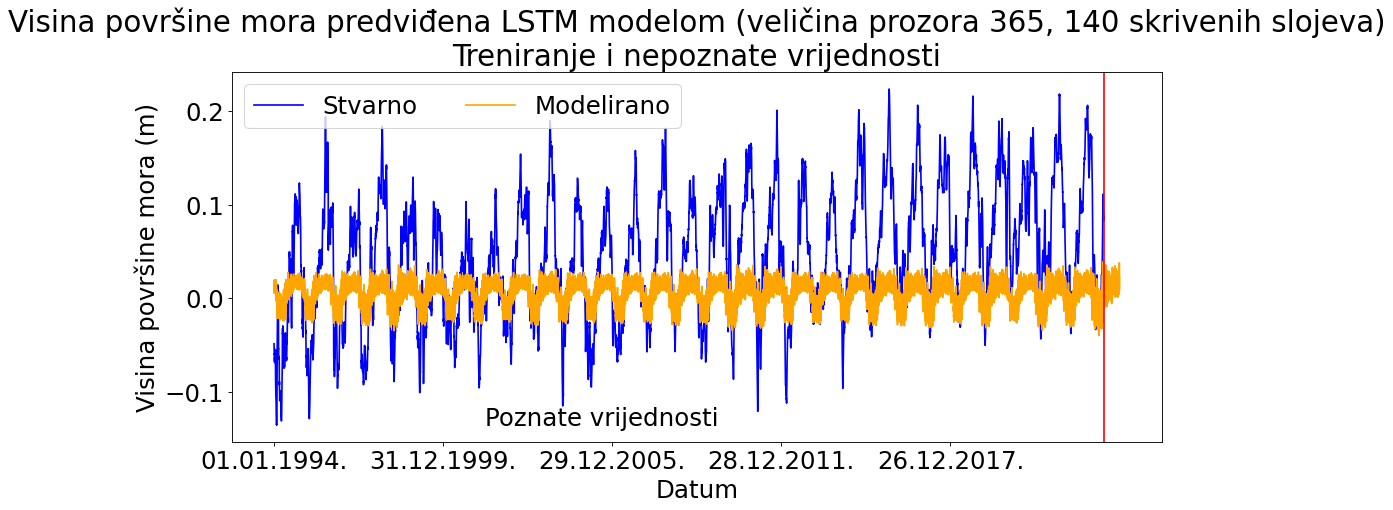 Visina površine mora predviđena LSTM modelom (veličina prozora 365, 140 skrivenih slojeva)
Treniranje i nepoznate vrijednosti
Stvarno
Modelirano
Visina površine mora (m)
0.2
0.1
0.0
−0.1
Poznate vrijednosti
01.01.1994.
31.12.1999.
29.12.2005.
28.12.2011.
26.12.2017.
Datum